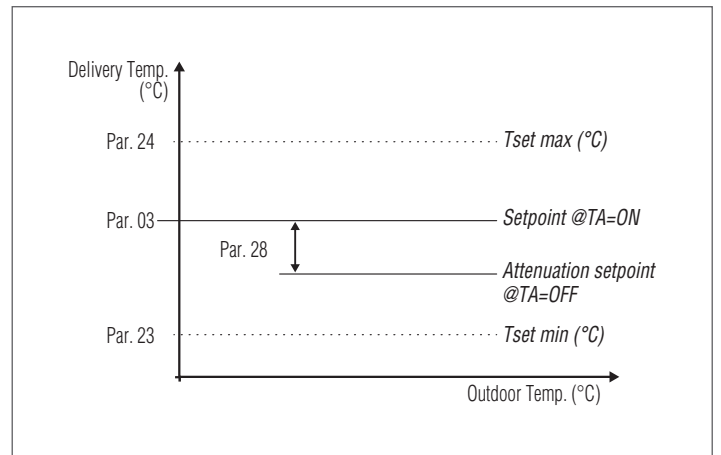 Delivery Temp.
(°C)
Par. 24
Tset max (°C)
Par. 03
Setpoint @TA=ON
Par. 28
Attenuation setpoint
@TA=OFF
Par. 23
Tset min (°C)
Outdoor Temp. (°C)